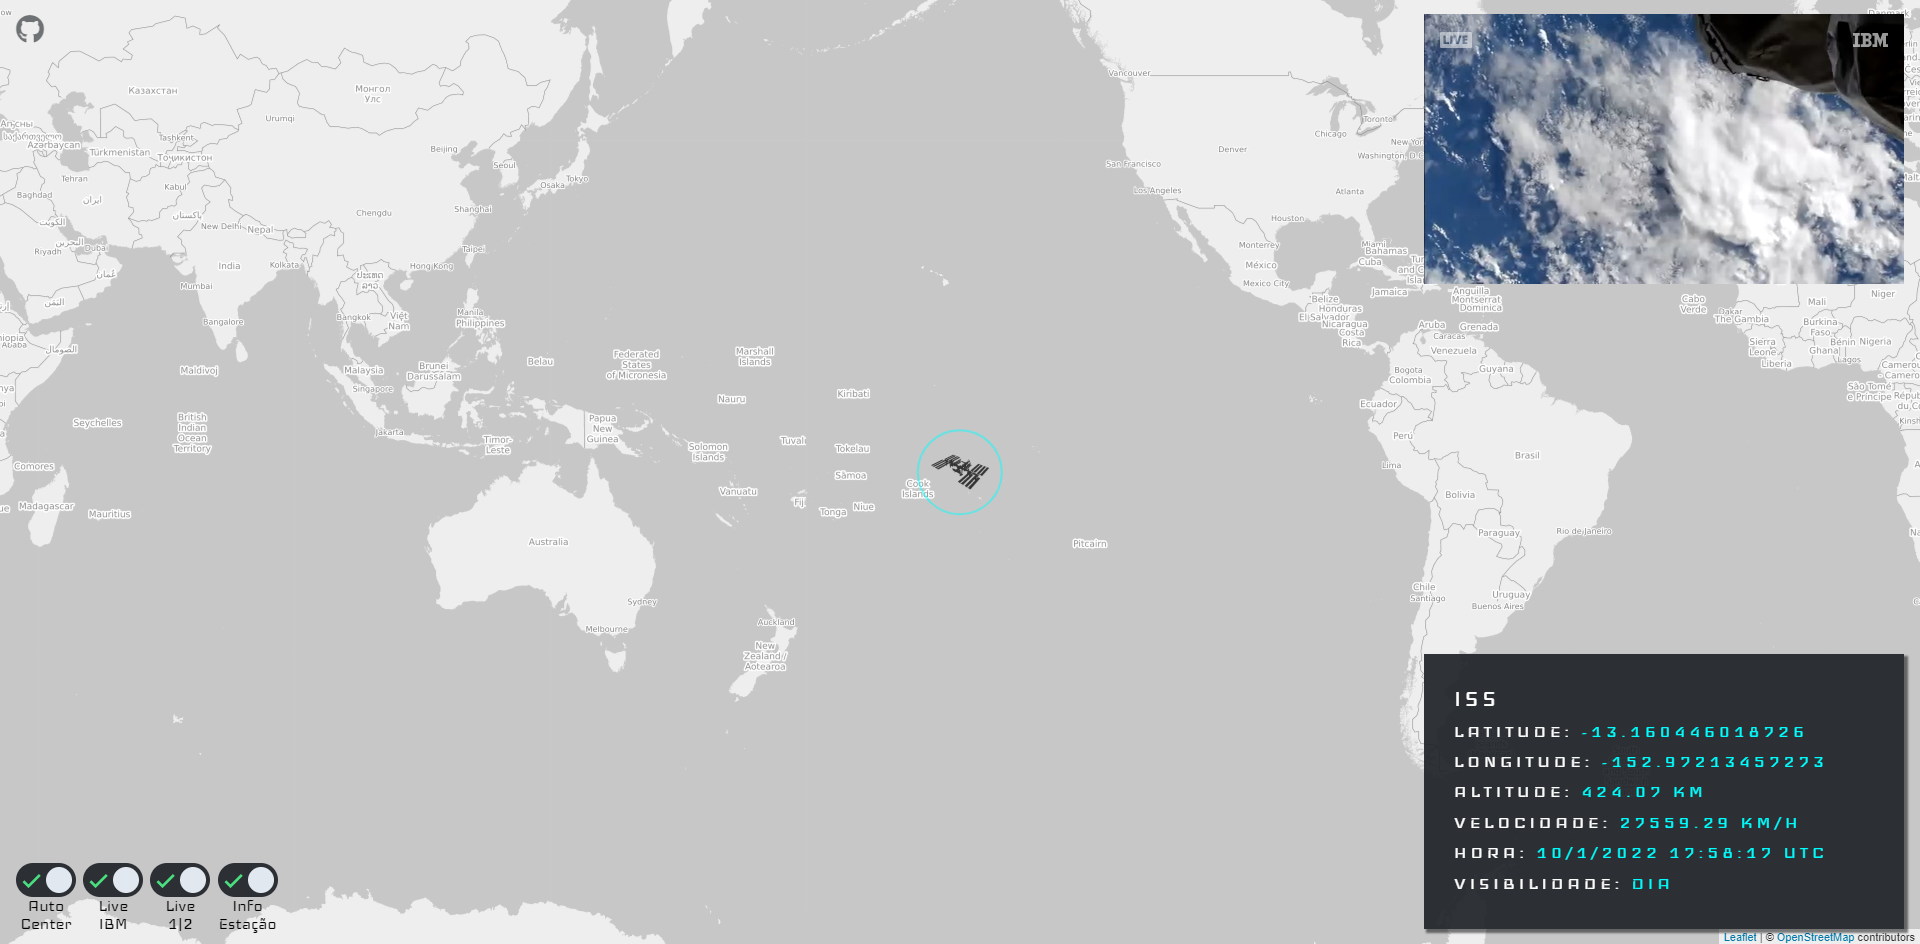 LIVE
IBM
Казахстан
Монгол
Улс
Urumqi
Tashkent
Азərbaycan
Türkmenistan
Тоҷикистон
Beijing
Seoul
Tokyo
Osaka
Tehran
Kabul
Baghdad
ایران
پاکستان
Chengdu
Shanghai
New Delhi
Nepal
Riyadh
Taipei
India
Kolkata
Hong Kong
Mumbai
Bangalore
Bangkok
Việt
Nam
Manila
Philippines
Maldivoj
Malaysia
Singapore
Brunei
Darussalam
Belau
Federated
States
of Micronesia
Marshall
Islands
Nauru
Kiribati
Seychelles
British
Indian
Ocean
Territory
Jakarta
Timor-
Leste
Papua
New
Guinea
Solomon
Islands
Tuval
Tokelau
Sāmoa
Cook
Islands
Comores
Madagascar
Mauritius
Vanuatu
Fij
Tonga
Niue
Pitcairn
Australia
Sydney
Melbourne
Auckland
New
Zealand /
Aotearoa
Vancouver
Toronto
Chicago
Denver
San Francisco
Los Angeles
Atlanta
Houston
Monterrey
México
Mexico City
Miami
Bahamas
Cuba
Jamaica
Belize
Honduras
El Salvador
Nicaragua
Costa
Rica
Anguilla
Montserrat
Dominica
Aruba
Grenada
Caracas
Venezuela
Guyana
Bogota
Colombia
Ecuador
Perú
Lima
Brasil
Bolivia
Paraguay
Rio de Janeiro
Chile
Santiago
Uruguay
Buenos Aires
Cabo
Verde
Dakar
The Gambia
Mali
Niger
Burkina
Faso
Sierra
Leone
Bénin
Nigeria
Ghana
Lagos
Liberia
São Tomé
e Príncipe
ISS
LATITUDE: -13.160446018726
LONGITUDE: -152.97213457273
ALTITUDE: 424.07 KM
VELOCIDADE: 27559.29 KM/H
HORA: 10/1/2022 17:58:17 UTC
VISIBILIDADE: DIA
Auto
Center
Live
IBM
Live
1|2
Info
Estação
Leaflet | © OpenStreetMap contributors